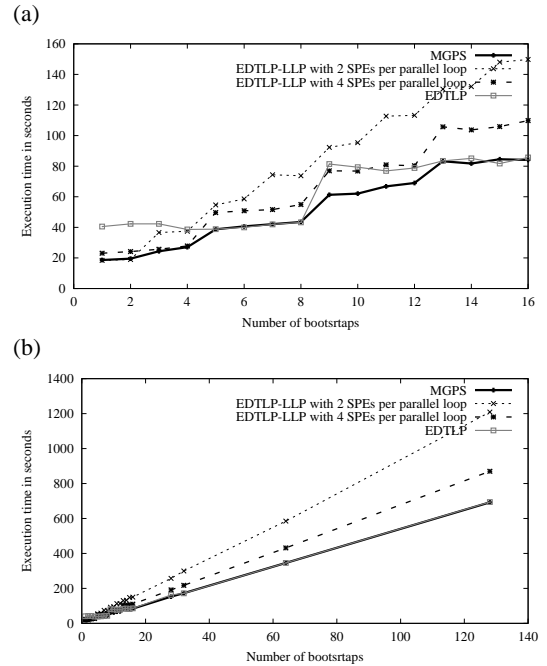 (a)
160
140
120
100
80
60
40
20
0
Execution time in seconds
MGPS
EDTLP-LLP with 2 SPEs per parallel loop
EDTLP-LLP with 4 SPEs per parallel loop
EDTLP
0 2 4 6 8 10 12 14 16
Number of bootsrtaps
(b)
1400
1200
1000
800
600
400
200
0
Execution time in seconds
MGPS
EDTLP-LLP with 2 SPEs per parallel loop
EDTLP-LLP with 4 SPEs per parallel loop
EDTLP
0 20 40 60 80 100 120 140
Number of bootsrtaps